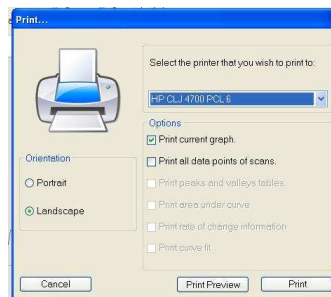 Print...
Select the printer that you wish to print to:
HP CLJ 4700 PCL 6
Options
Print current graph.
Print all data points of scans.
Print peaks and valleys tables.
Print area under curve
Print rate of change information
Print curve fit
Orientation
Portrait
Landscape
Cancel
Print Preview
Print